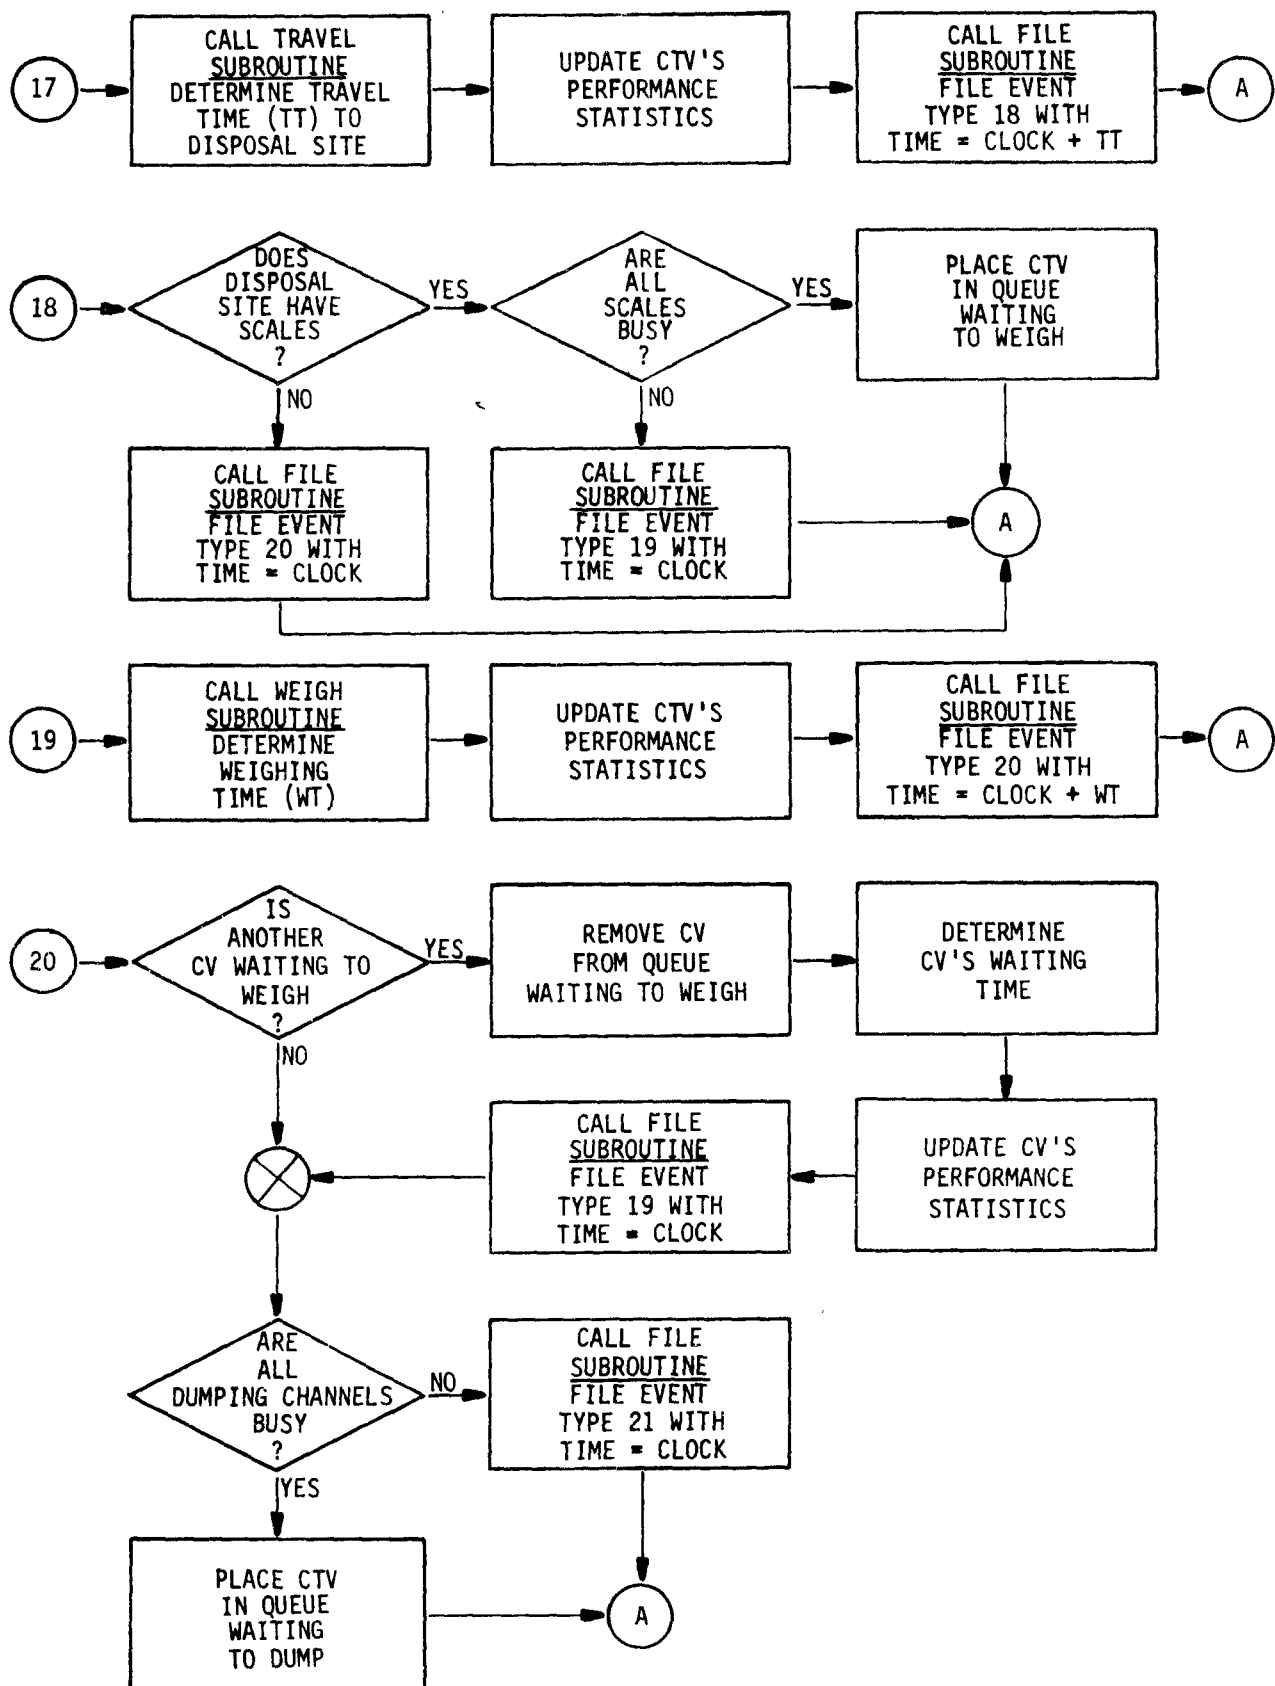 17
CALL TRAVEL
SUBROUTINE
DETERMINE TRAVEL
TIME (TT) TO
DISPOSAL SITE
UPDATE CTV'S
PERFORMANCE
STATISTICS
CALL FILE
SUBROUTINE
FILE EVENT
TYPE 18 WITH
TIME = CLOCK + TT
A
18
DOES
DISPOSAL
SITE HAVE
SCALES
?
YES
NO
ARE
ALL
SCALES
BUSY
?
YES
NO
PLACE CTV
IN QUEUE
WAITING
TO WEIGH
CALL FILE
SUBROUTINE
FILE EVENT
TYPE 20 WITH
TIME = CLOCK
CALL FILE
SUBROUTINE
FILE EVENT
TYPE 19 WITH
TIME = CLOCK
A
19
CALL WEIGH
SUBROUTINE
DETERMINE
WEIGHING
TIME (WT)
UPDATE CTV'S
PERFORMANCE
STATISTICS
CALL FILE
SUBROUTINE
FILE EVENT
TYPE 20 WITH
TIME = CLOCK + WT
A
20
IS
ANOTHER
CV WAITING TO
WEIGH
?
YES
NO
REMOVE CV
FROM QUEUE
WAITING TO WEIGH
DETERMINE
CV'S WAITING
TIME
CALL FILE
SUBROUTINE
FILE EVENT
TYPE 19 WITH
TIME = CLOCK
UPDATE CV'S
PERFORMANCE
STATISTICS
ARE
ALL
DUMPING CHANNELS
BUSY
?
NO
YES
CALL FILE
SUBROUTINE
FILE EVENT
TYPE 21 WITH
TIME = CLOCK
PLACE CTV
IN QUEUE
WAITING
TO DUMP
A